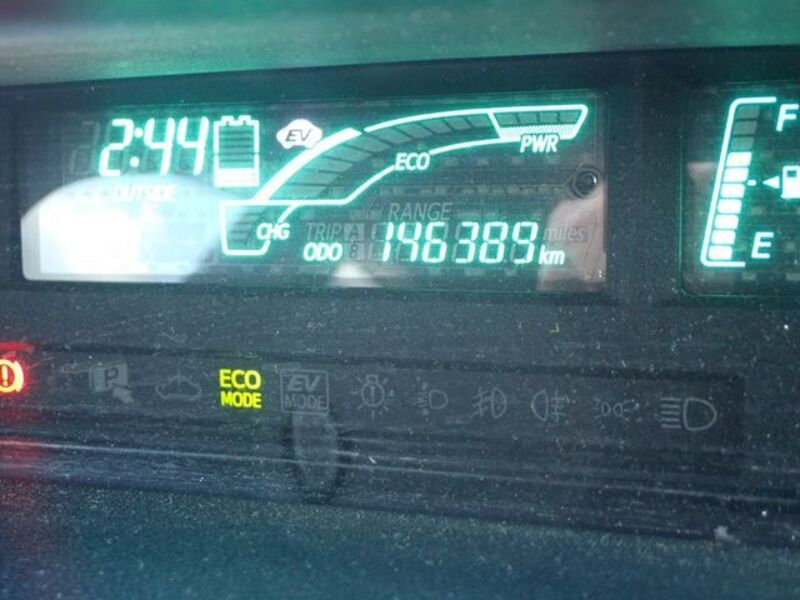 2:44
EV
PWR
ECO
OUTSIDE
CHG
RANGE
TRIP A
B
miles
ODO 146389 km
F
E
P
ECO
MODE
EV
MODE